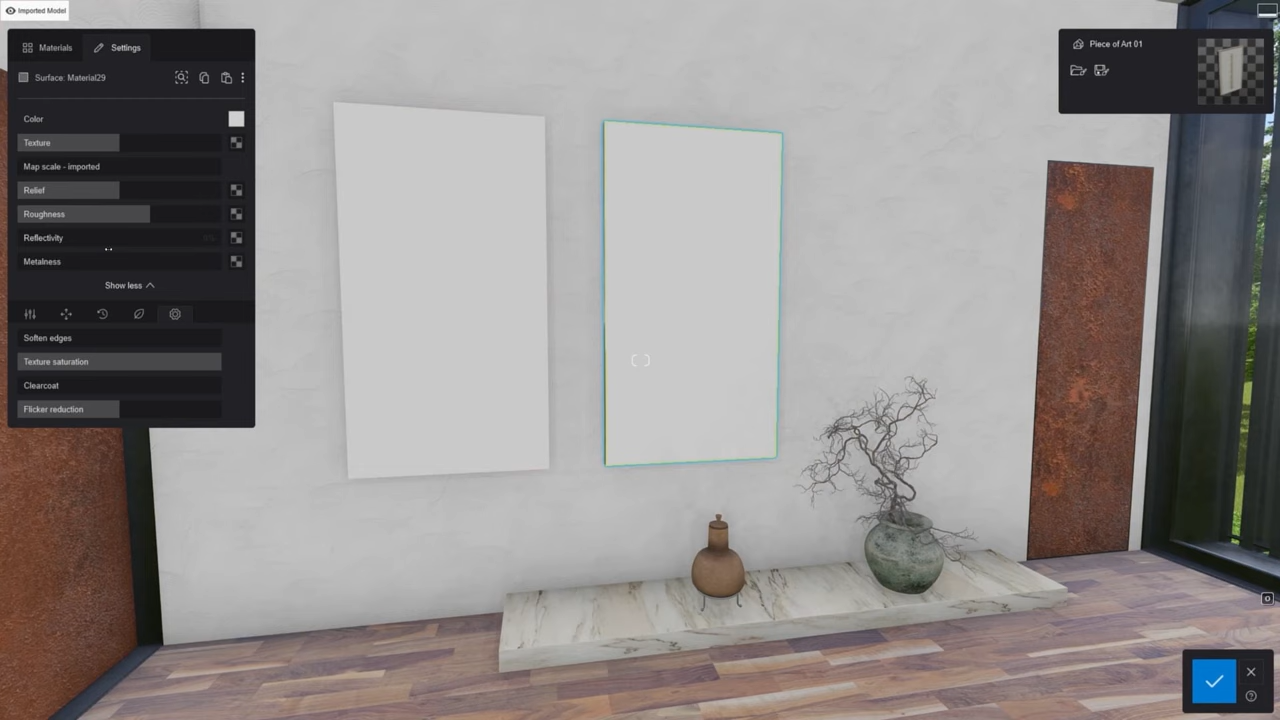 Imported Model
Materials
Settings
Surface: Material29
Color
Texture
Map scale - imported
Relief
Roughness
Reflectivity
Metalness
Show less
Soften edges
Texture saturation
Clearcoat
Flicker reduction
Piece of Art 01